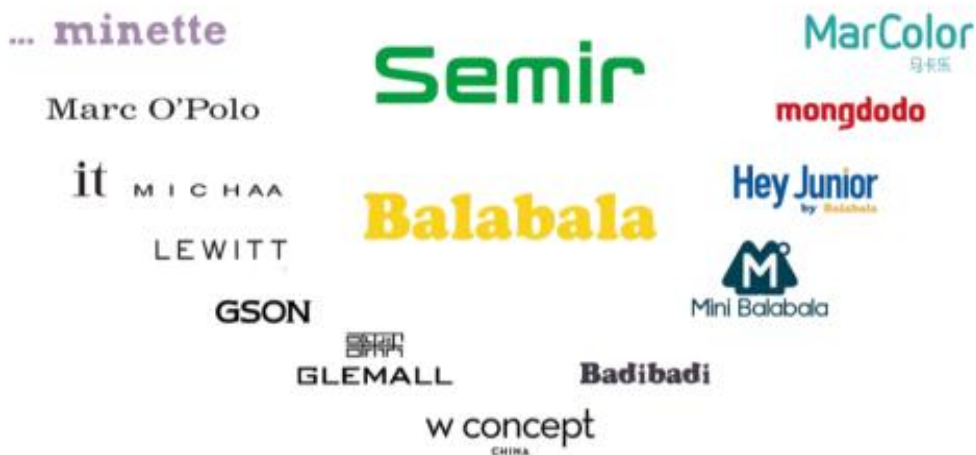 ... minette
Semir
MarColor
马卡乐
Marc O'Polo
mongdodo
it MICHAA
Balabala
Hey Junior
by Balabala
LEWITT
M
Mini Balabala
GSON
GLEMALL
Badibadi
w concept
CHINA